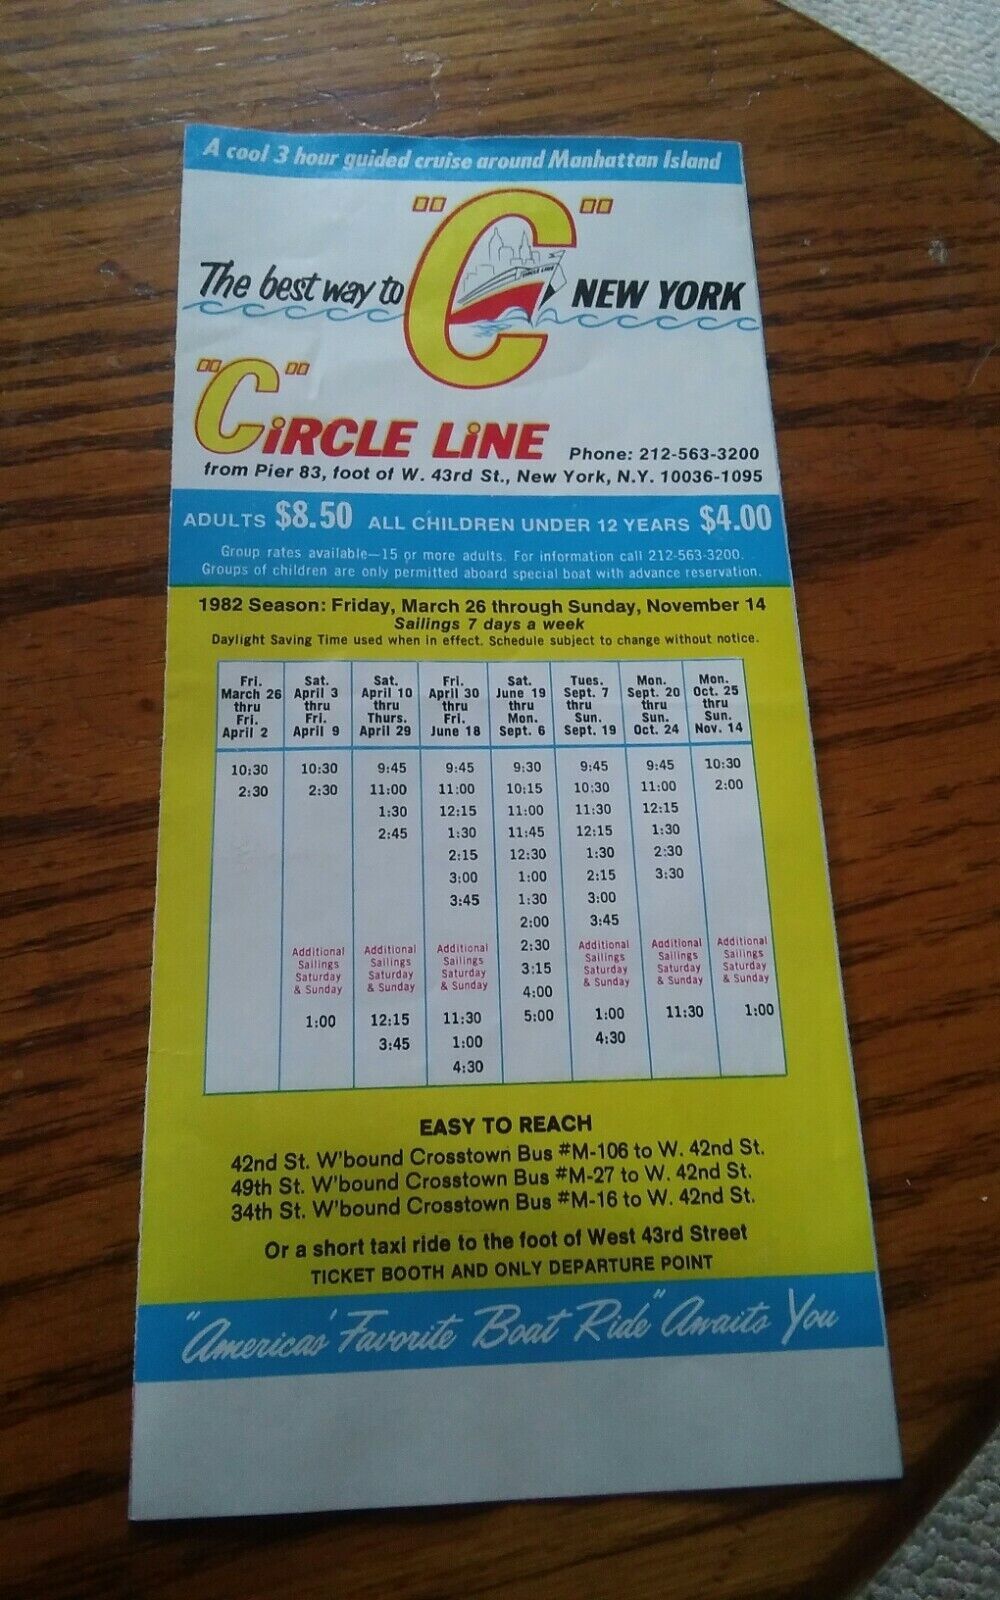 A cool 3 hour guided cruise around Manhattan Island
The best way to "C" NEW YORK
CIRCLE LINE
"CiRCLE LiNE Phone: 212-563-3200
from Pier 83, foot of W. 43rd St., New York, N.Y. 10036-1095
ADULTS $8.50 ALL CHILDREN UNDER 12 YEARS $4.00
Group rates available—15 or more adults. For information call 212-563-3200.
Groups of children are only permitted aboard special boat with advance reservation.
1982 Season: Friday, March 26 through Sunday, November 14
Sailings 7 days a week
Daylight Saving Time used when in effect. Schedule subject to change without notice.
Fri. Sat. Sat. Fri. Sat. Tues. Mon. Mon.
March 26 April 3 April 10 April 30 June 19 Sept. 7 Sept. 20 Oct. 25
thru thru thru thru thru thru thru thru
Fri. Fri. Thurs. Fri. Mon. Sun. Sun. Sun.
April 2 April 9 April 29 June 18 Sept. 6 Sept. 19 Oct. 24 Nov. 14
10:30 10:30 9:45 9:45 9:30 9:45 9:45 10:30
2:30 2:30 11:00 11:00 10:15 10:30 11:00 2:00
1:30 12:15 11:00 11:30 12:15
2:45 1:30 11:45 12:15 1:30
2:15 12:30 1:30 2:30
3:00 1:00 2:15 3:30
3:45 1:30 3:00
2:00 3:45
Additional Additional Additional 2:30 Additional Additional Additional
Sailings Sailings Sailings Sailings Sailings Sailings
Saturday Saturday Saturday 3:15 Saturday Saturday Saturday
& Sunday & Sunday & Sunday 4:00 & Sunday & Sunday & Sunday
1:00 12:15 11:30 5:00 1:00 11:30 1:00
3:45 1:00 4:30
4:30
EASY TO REACH
42nd St. W'bound Crosstown Bus #M-106 to W. 42nd St.
49th St. W'bound Crosstown Bus #M-27 to W. 42nd St.
34th St. W'bound Crosstown Bus #M-16 to W. 42nd St.
Or a short taxi ride to the foot of West 43rd Street
TICKET BOOTH AND ONLY DEPARTURE POINT
"Americas' Favorite Boat Ride" Awaits You